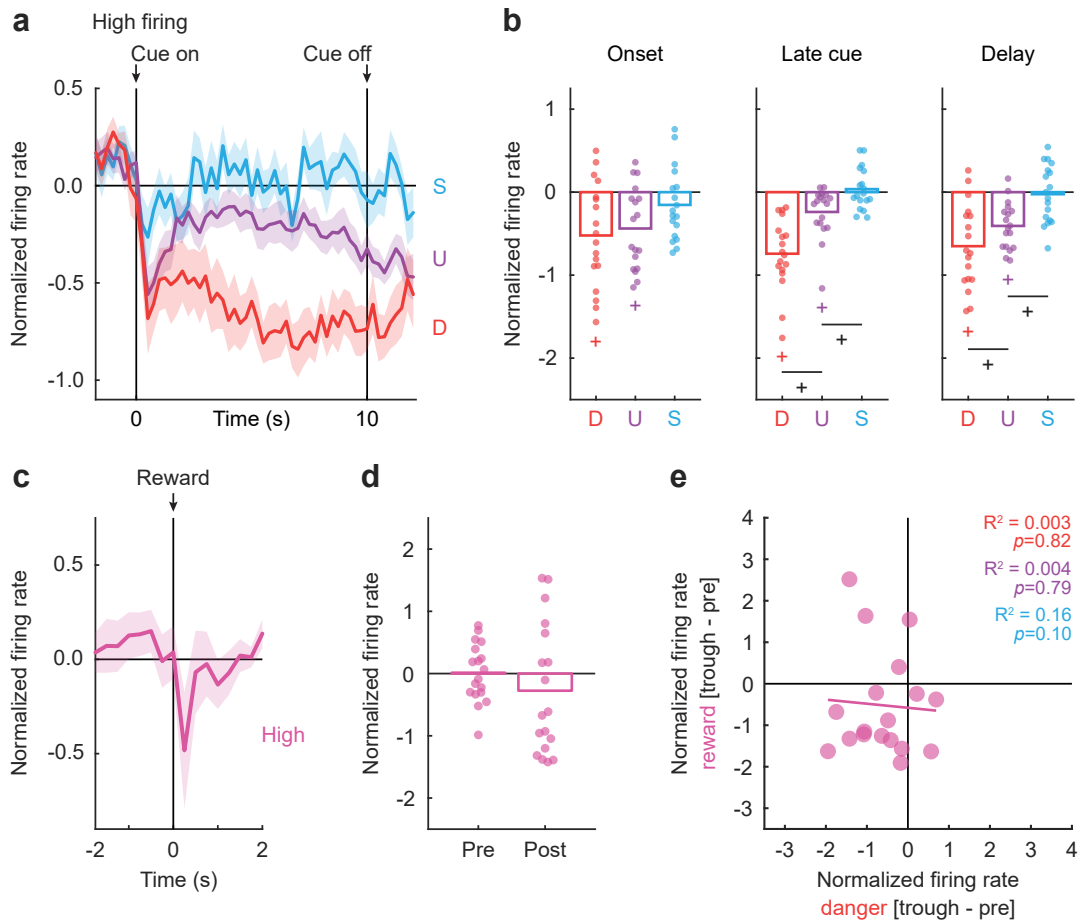 a
High firing
Cue on
Cue off
0.5
0.0
-0.5
-1.0
Normalized firing rate
S
U
D
0
Time (s)
10
b
Onset
Late cue
Delay
1
0
-1
-2
Normalized firing rate
+
+
+
+
+
+
+
+
+
+
D U S
D U S
D U S
c
Reward
0.5
0.0
-0.5
Normalized firing rate
High
-2
0
2
Time (s)
d
2
1
0
-1
-2
Normalized firing rate
Pre
Post
e
4
3
2
1
0
-1
-2
-3
Normalized firing rate
reward [trough - pre]
R² = 0.003
p=0.82
R² = 0.004
p=0.79
R² = 0.16
p=0.10
-3 -2 -1 0 1 2 3 4
Normalized firing rate
danger [trough - pre]